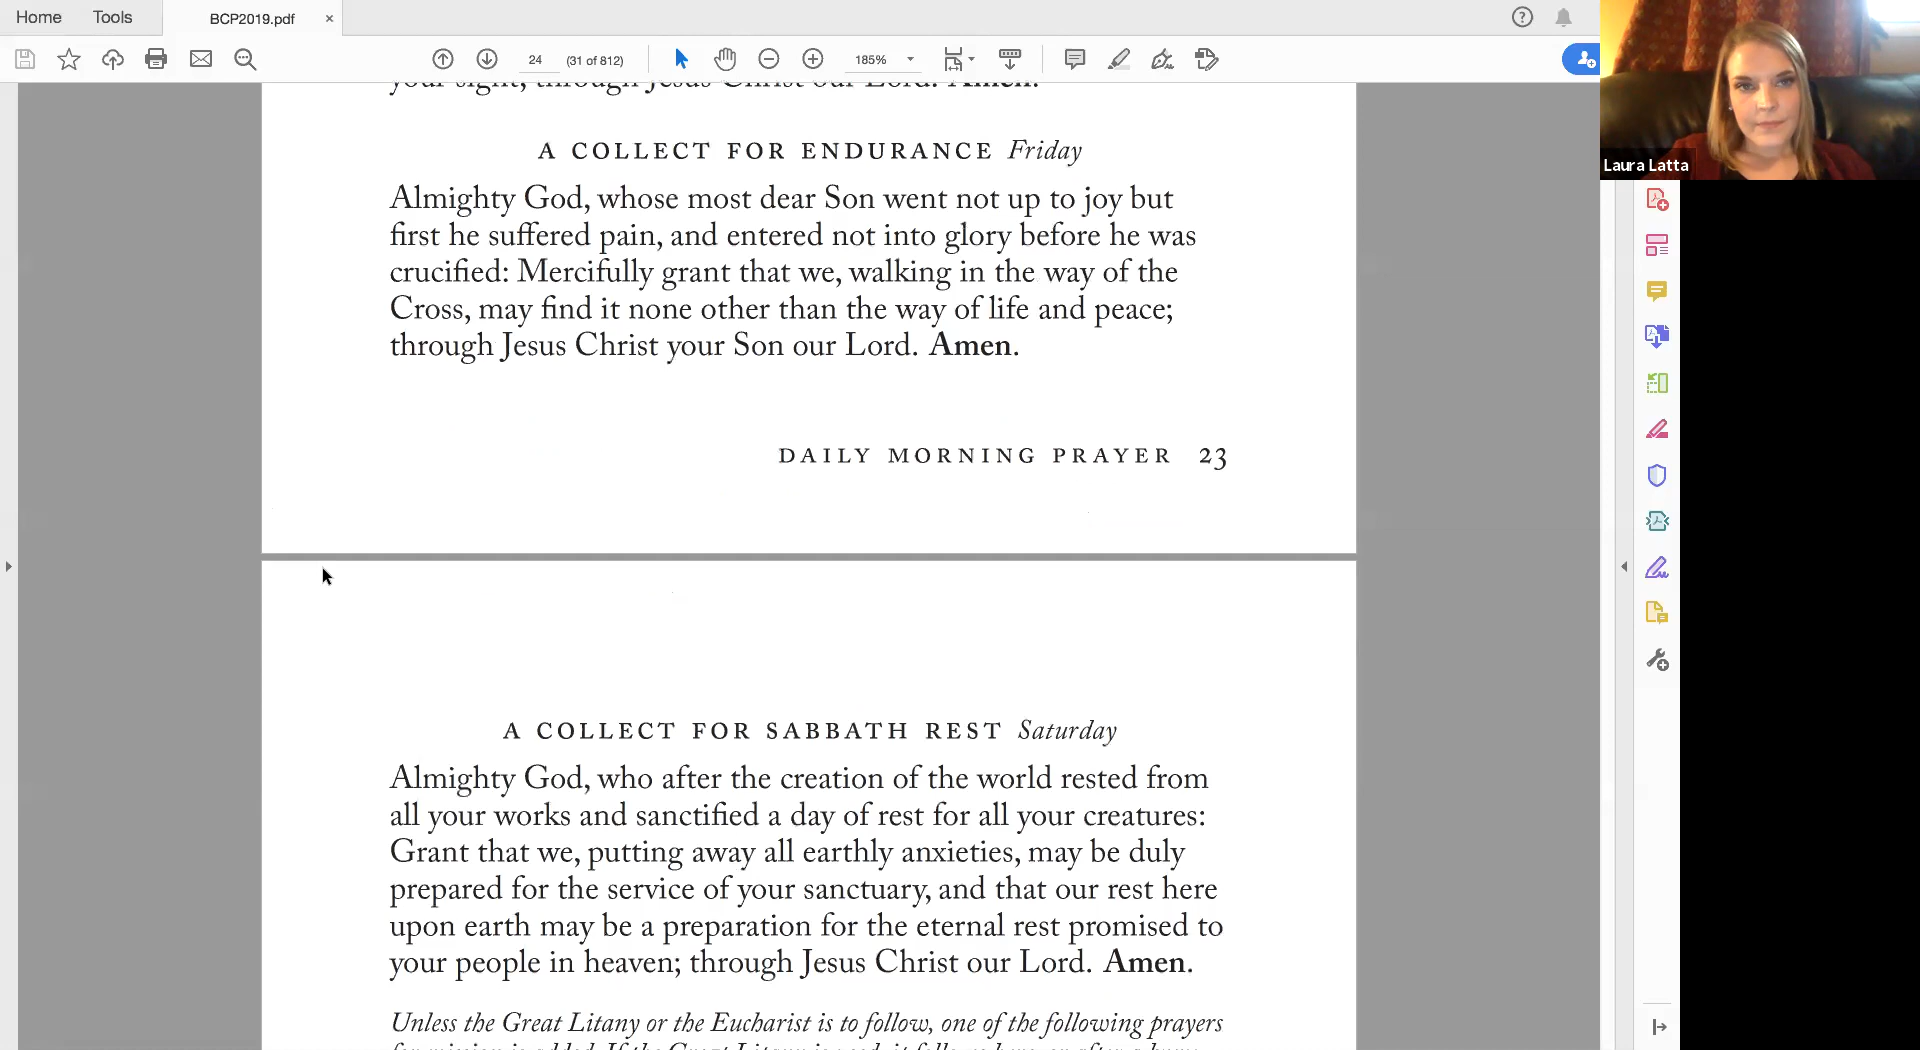 Home Tools BCP2019.pdf ×
24 (31 of 812) 185%
your sight; through Jesus Christ our Lord. Amen.
A COLLECT FOR ENDURANCE Friday
Almighty God, whose most dear Son went not up to joy but
first he suffered pain, and entered not into glory before he was
crucified: Mercifully grant that we, walking in the way of the
Cross, may find it none other than the way of life and peace;
through Jesus Christ your Son our Lord. Amen.
DAILY MORNING PRAYER 23
A COLLECT FOR SABBATH REST Saturday
Almighty God, who after the creation of the world rested from
all your works and sanctified a day of rest for all your creatures:
Grant that we, putting away all earthly anxieties, may be duly
prepared for the service of your sanctuary, and that our rest here
upon earth may be a preparation for the eternal rest promised to
your people in heaven; through Jesus Christ our Lord. Amen.
Unless the Great Litany or the Eucharist is to follow, one of the following prayers
Laura Latta